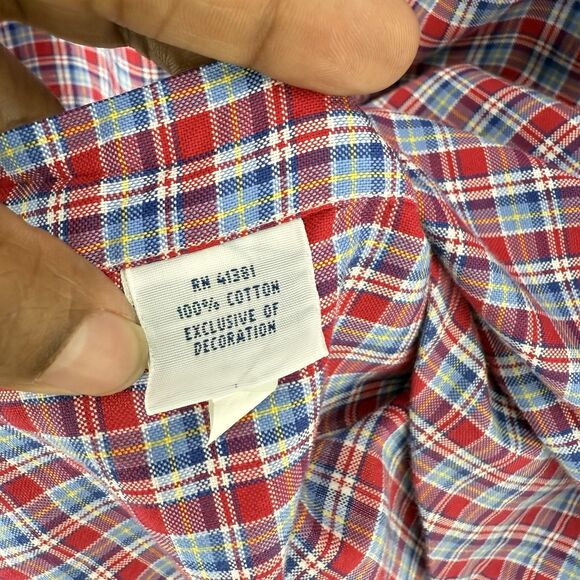 RN 41381
100% COTTON
EXCLUSIVE OF
DECORATION